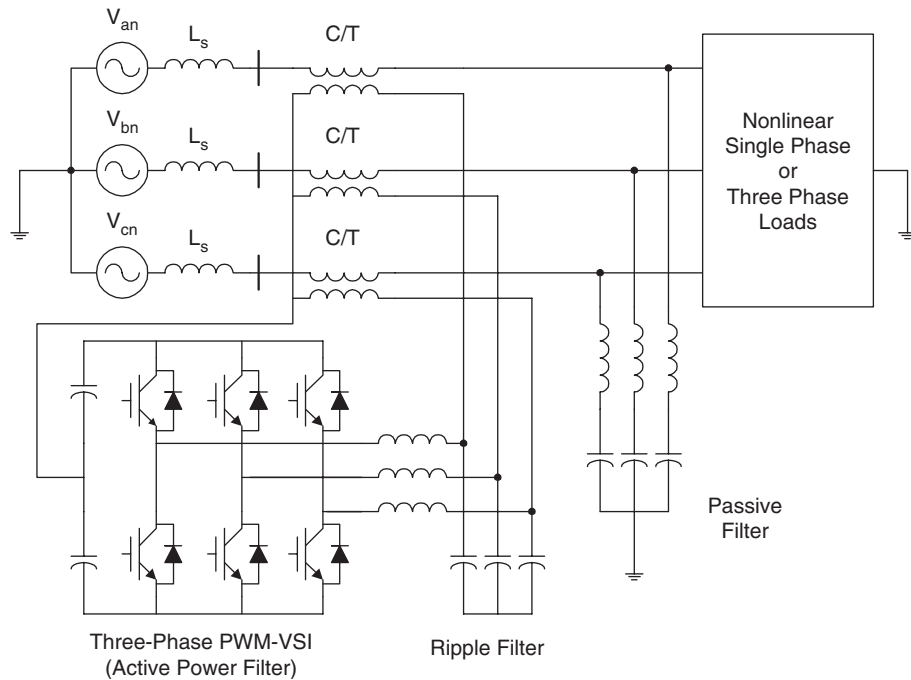 V_an
L_s
C/T
V_bn
L_s
C/T
V_cn
L_s
C/T
Nonlinear
Single Phase
or
Three Phase
Loads
Passive
Filter
Three-Phase PWM-VSI
(Active Power Filter)
Ripple Filter